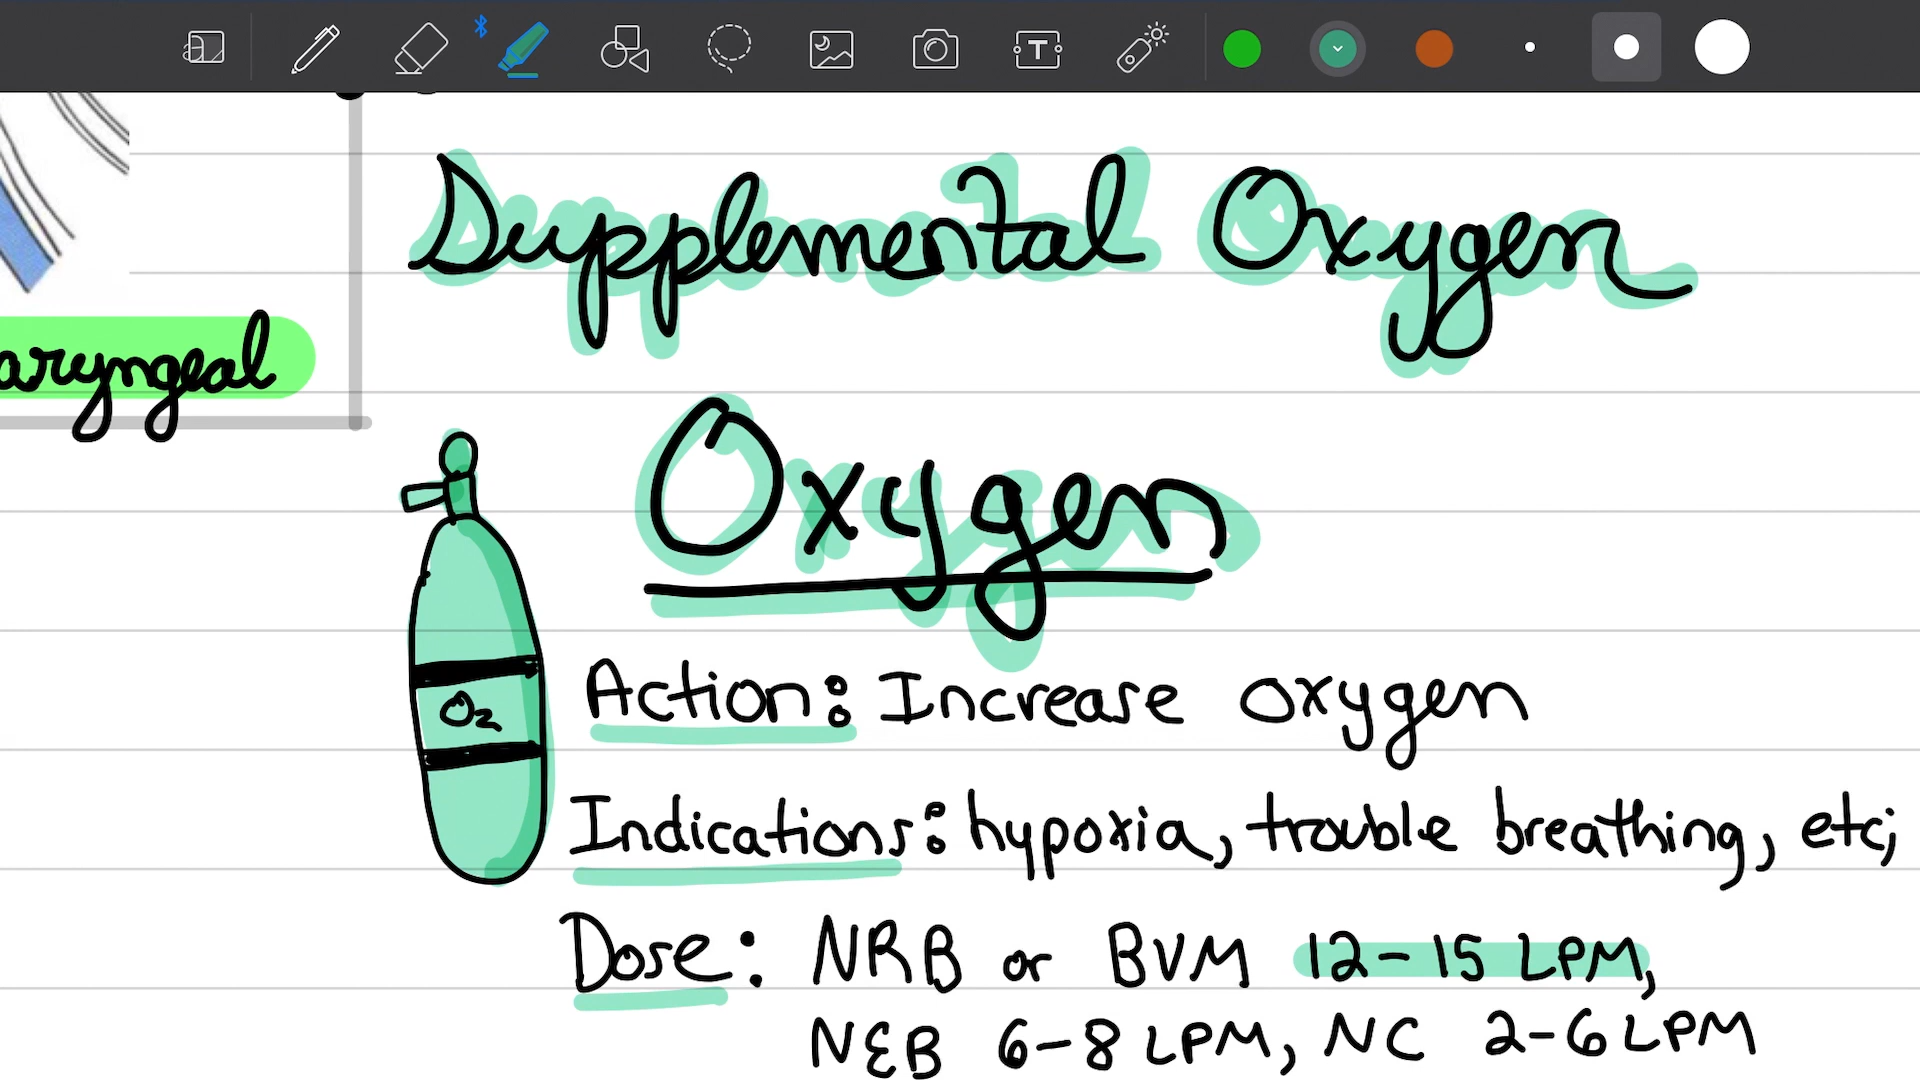 Supplemental Oxygen
aryngeal
Oxygen
O2
Action: Increase oxygen
Indications: hypoxia, trouble breathing, etc;
Dose: NRB or BVM 12-15 LPM,
NEB 6-8 LPM, NC 2-6 LPM